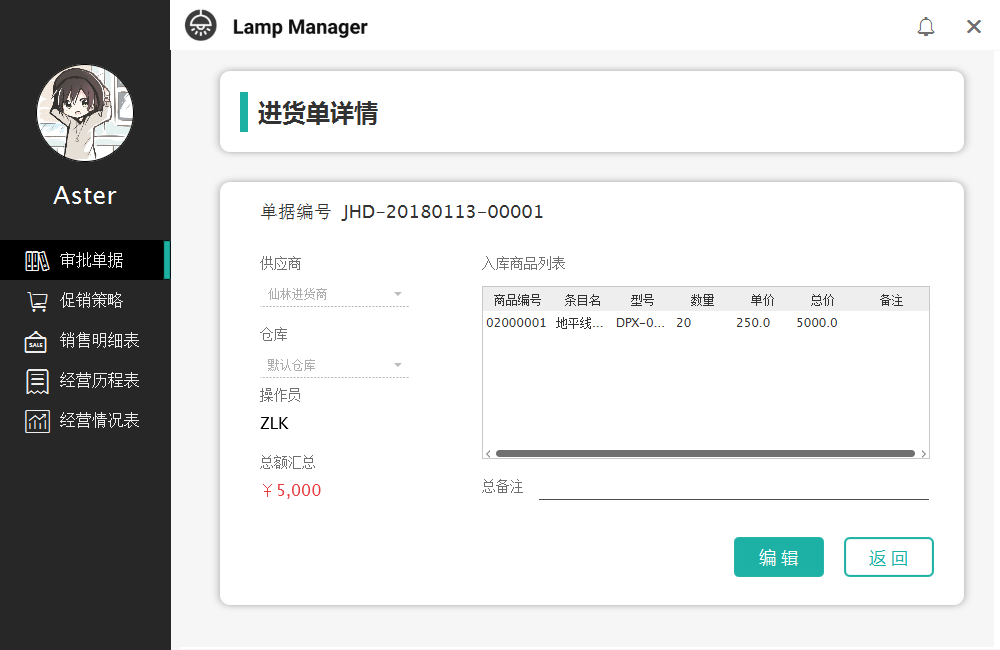 Lamp Manager
Aster
审批单据
促销策略
SALE 销售明细表
经营历程表
经营情况表
进货单详情
单据编号 JHD-20180113-00001
供应商
仙林进货商
仓库
默认仓库
操作员
ZLK
总额汇总
￥5,000
入库商品列表
商品编号 条目名 型号 数量 单价 总价 备注
02000001 地平线... DPX-0... 20 250.0 5000.0
总备注
编辑 返回